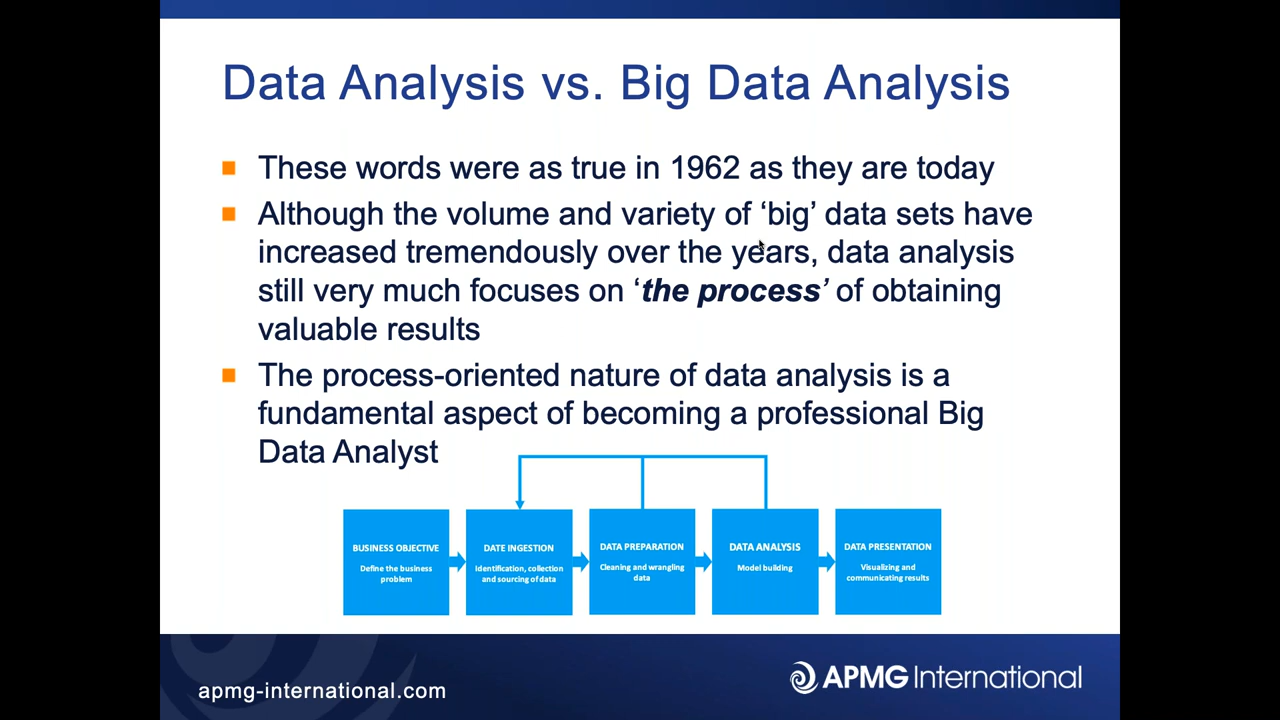 Data Analysis vs. Big Data Analysis
These words were as true in 1962 as they are today
Although the volume and variety of ‘big’ data sets have
increased tremendously over the years, data analysis
still very much focuses on ‘the process’ of obtaining
valuable results
The process-oriented nature of data analysis is a
fundamental aspect of becoming a professional Big
Data Analyst
BUSINESS OBJECTIVE
Define the business
problem
DATE INGESTION
Identification, collection
and sourcing of data
DATA PREPARATION
Cleaning and wrangling
data
DATA ANALYSIS
Model building
DATA PRESENTATION
Visualizing and
communicating results
apmg-international.com
APMG International